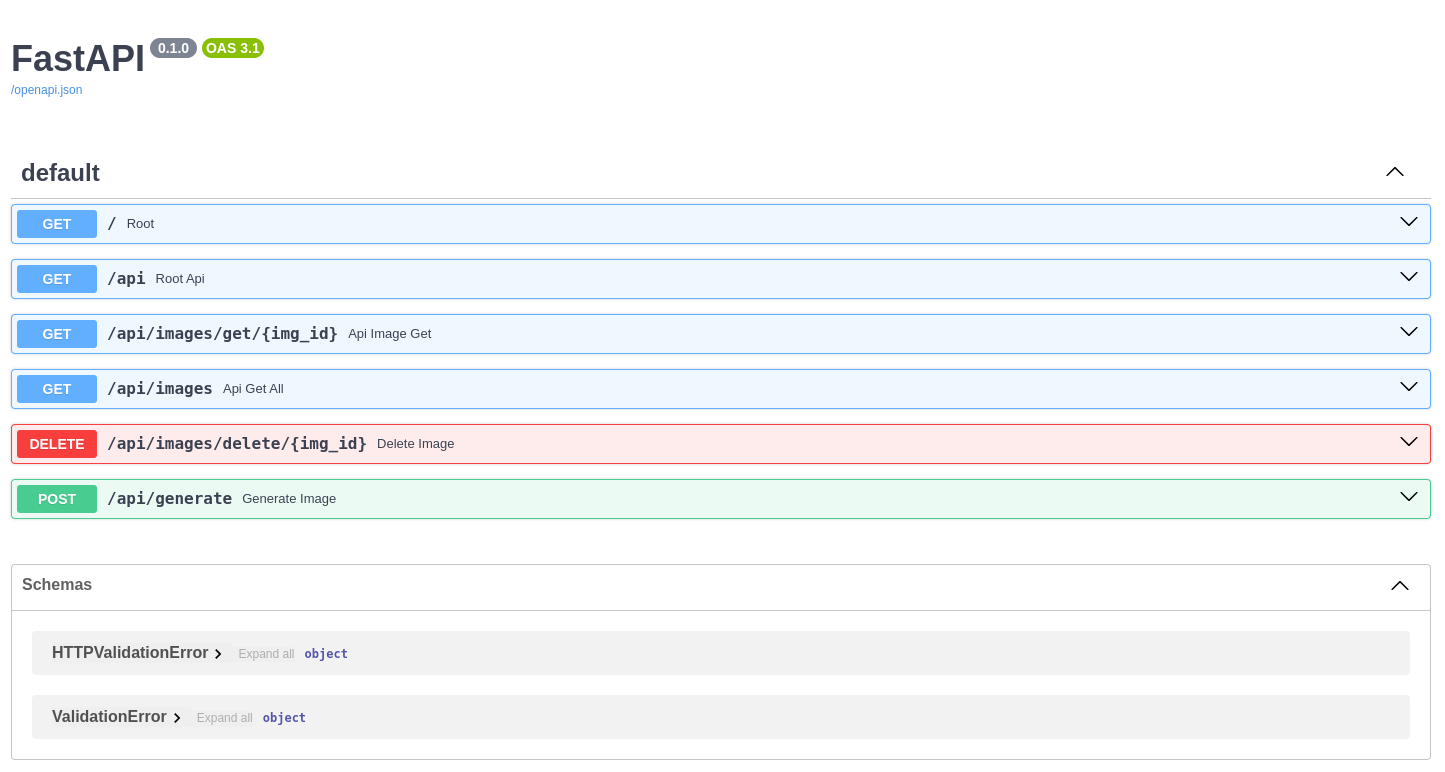 FastAPI 0.1.0 OAS 3.1
/openapi.json
default
GET / Root
GET /api Root Api
GET /api/images/get/{img_id} Api Image Get
GET /api/images Api Get All
DELETE /api/images/delete/{img_id} Delete Image
POST /api/generate Generate Image
Schemas
HTTPValidationError Expand all object
ValidationError Expand all object